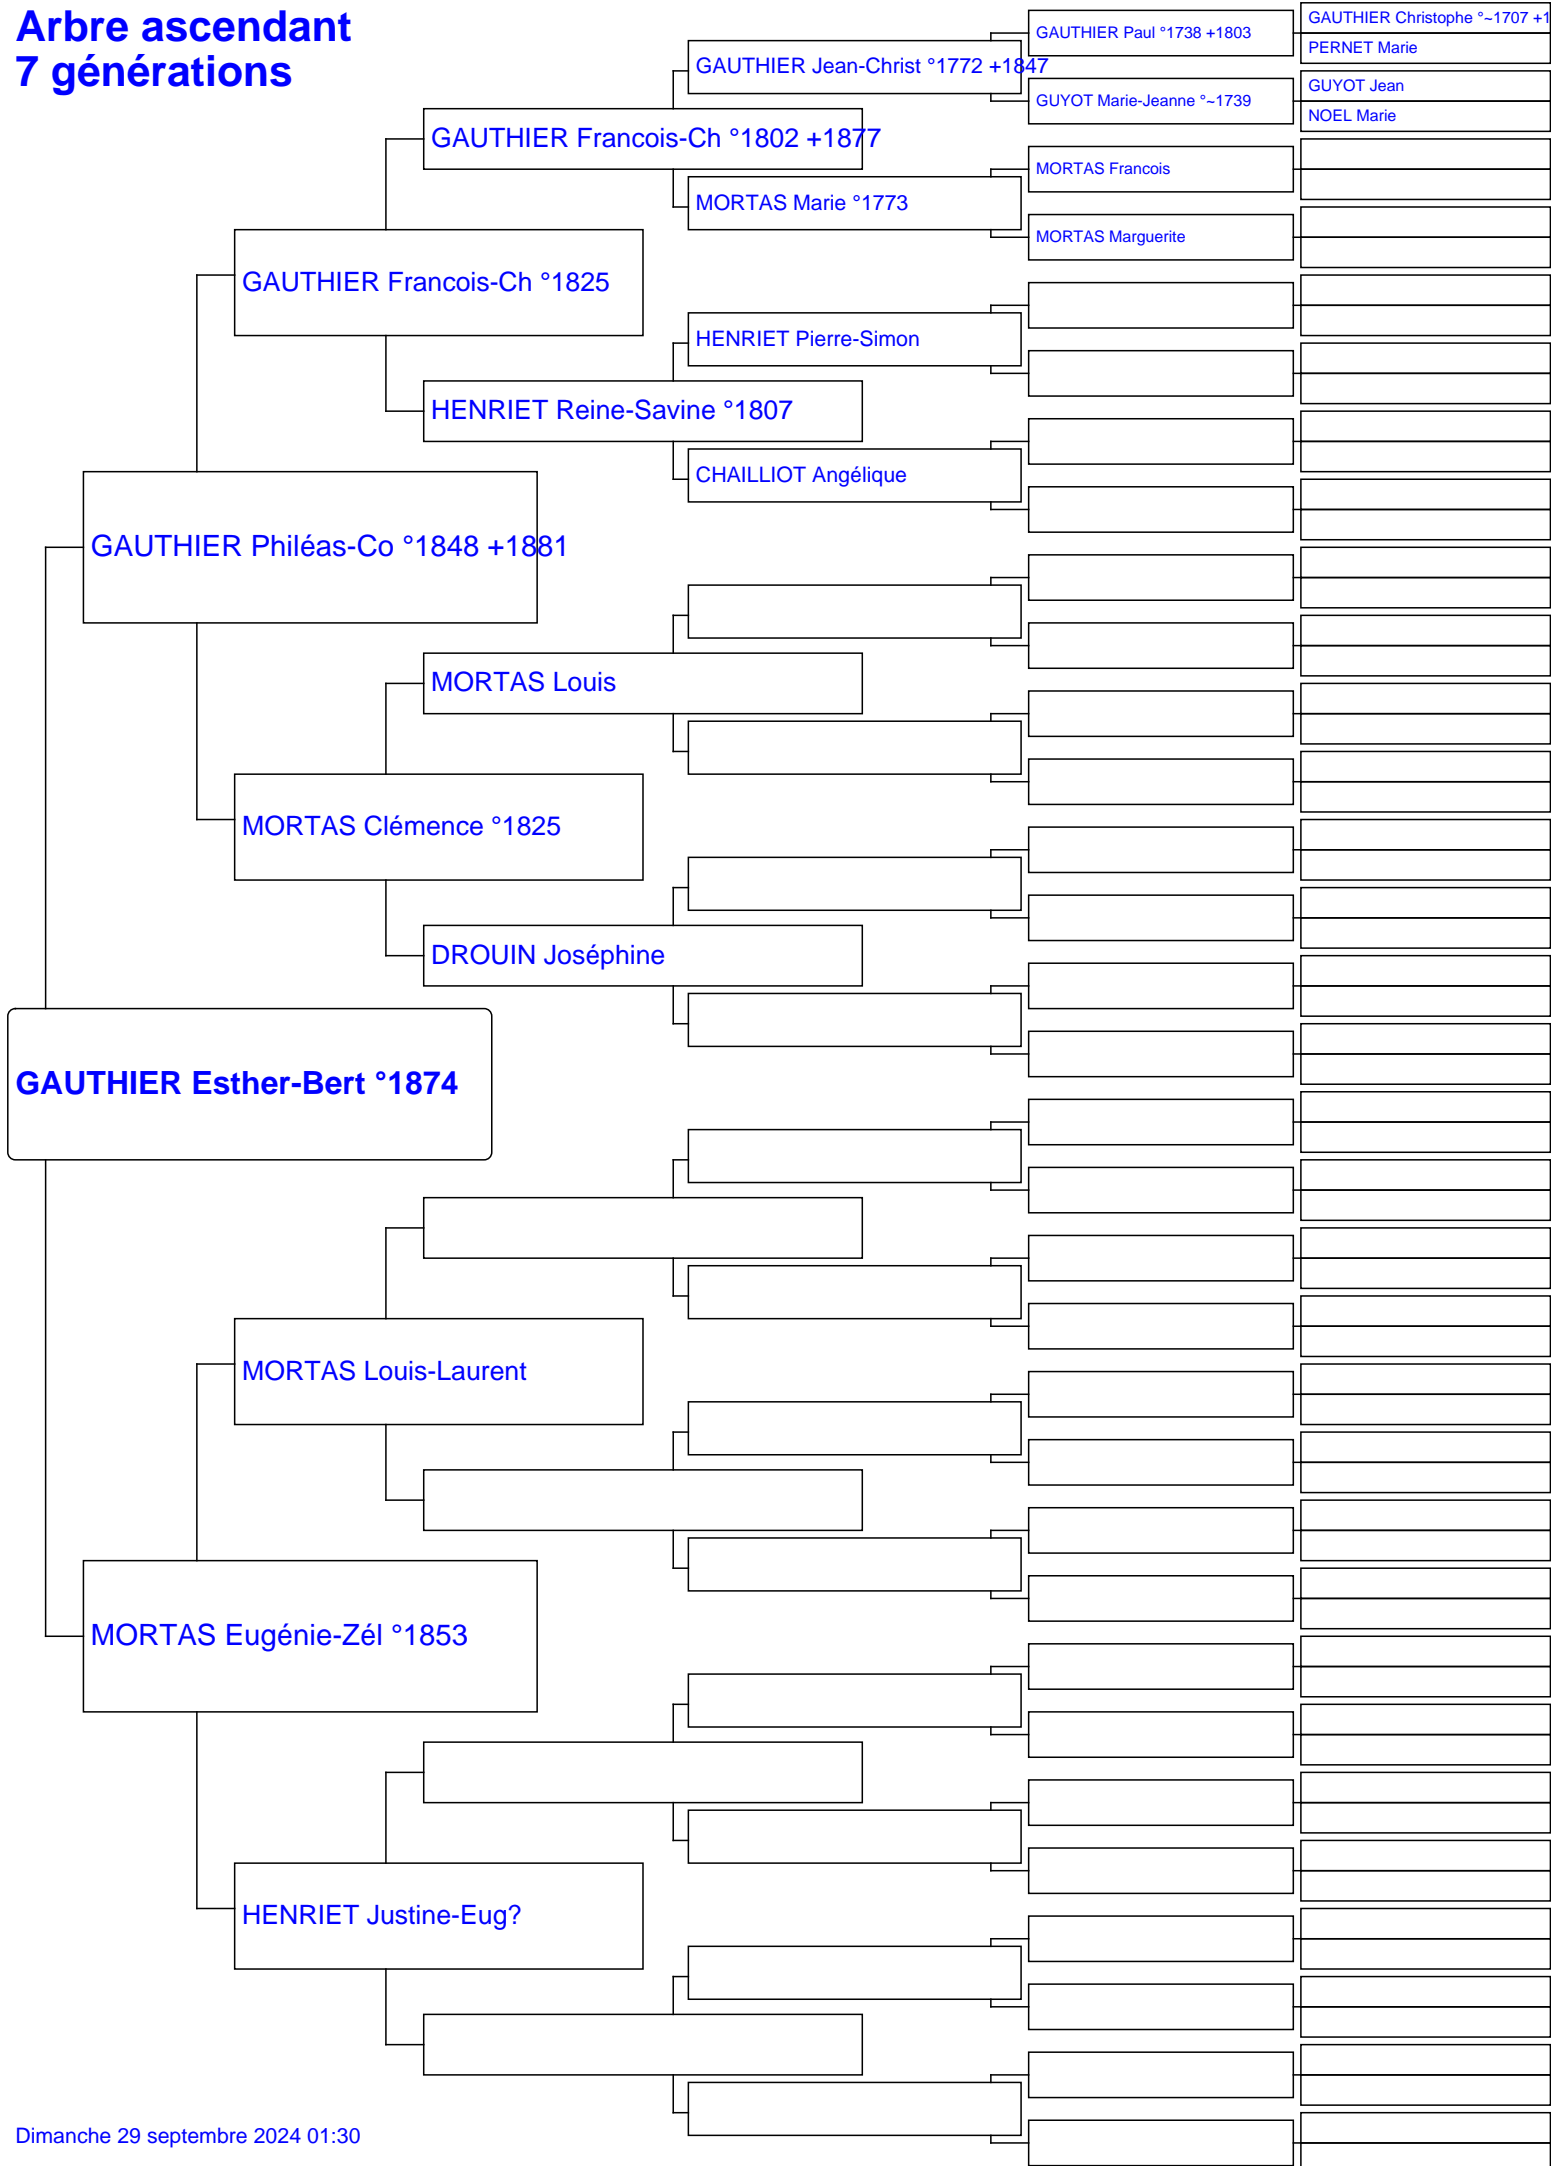 Arbre ascendant
7 générations
GAUTHIER Esther-Bert °1874
GAUTHIER Philéas-Co °1848 +1881
MORTAS Eugénie-Zél °1853
GAUTHIER Francois-Ch °1825
MORTAS Clémence °1825
MORTAS Louis-Laurent
HENRIET Justine-Eug?
GAUTHIER Francois-Ch °1802 +1877
HENRIET Reine-Savine °1807
MORTAS Louis
DROUIN Joséphine
GAUTHIER Jean-Christ °1772 +1847
MORTAS Marie °1773
HENRIET Pierre-Simon
CHAILLIOT Angélique
GAUTHIER Paul °1738 +1803
GUYOT Marie-Jeanne °~1739
MORTAS Francois
MORTAS Marguerite
GAUTHIER Christophe °~1707 +1
PERNET Marie
GUYOT Jean
NOEL Marie
Dimanche 29 septembre 2024 01:30